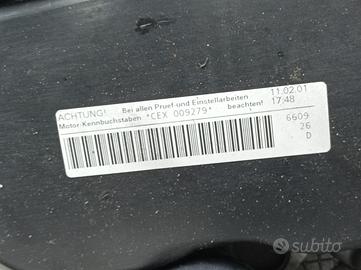 ACHTUNG! Bei allen Pruef-und Einstellarbeiten 11.02.01
Motor-Kennbuchstaben *CEX 009279* beachten! 17:48
6609
26
D
subito